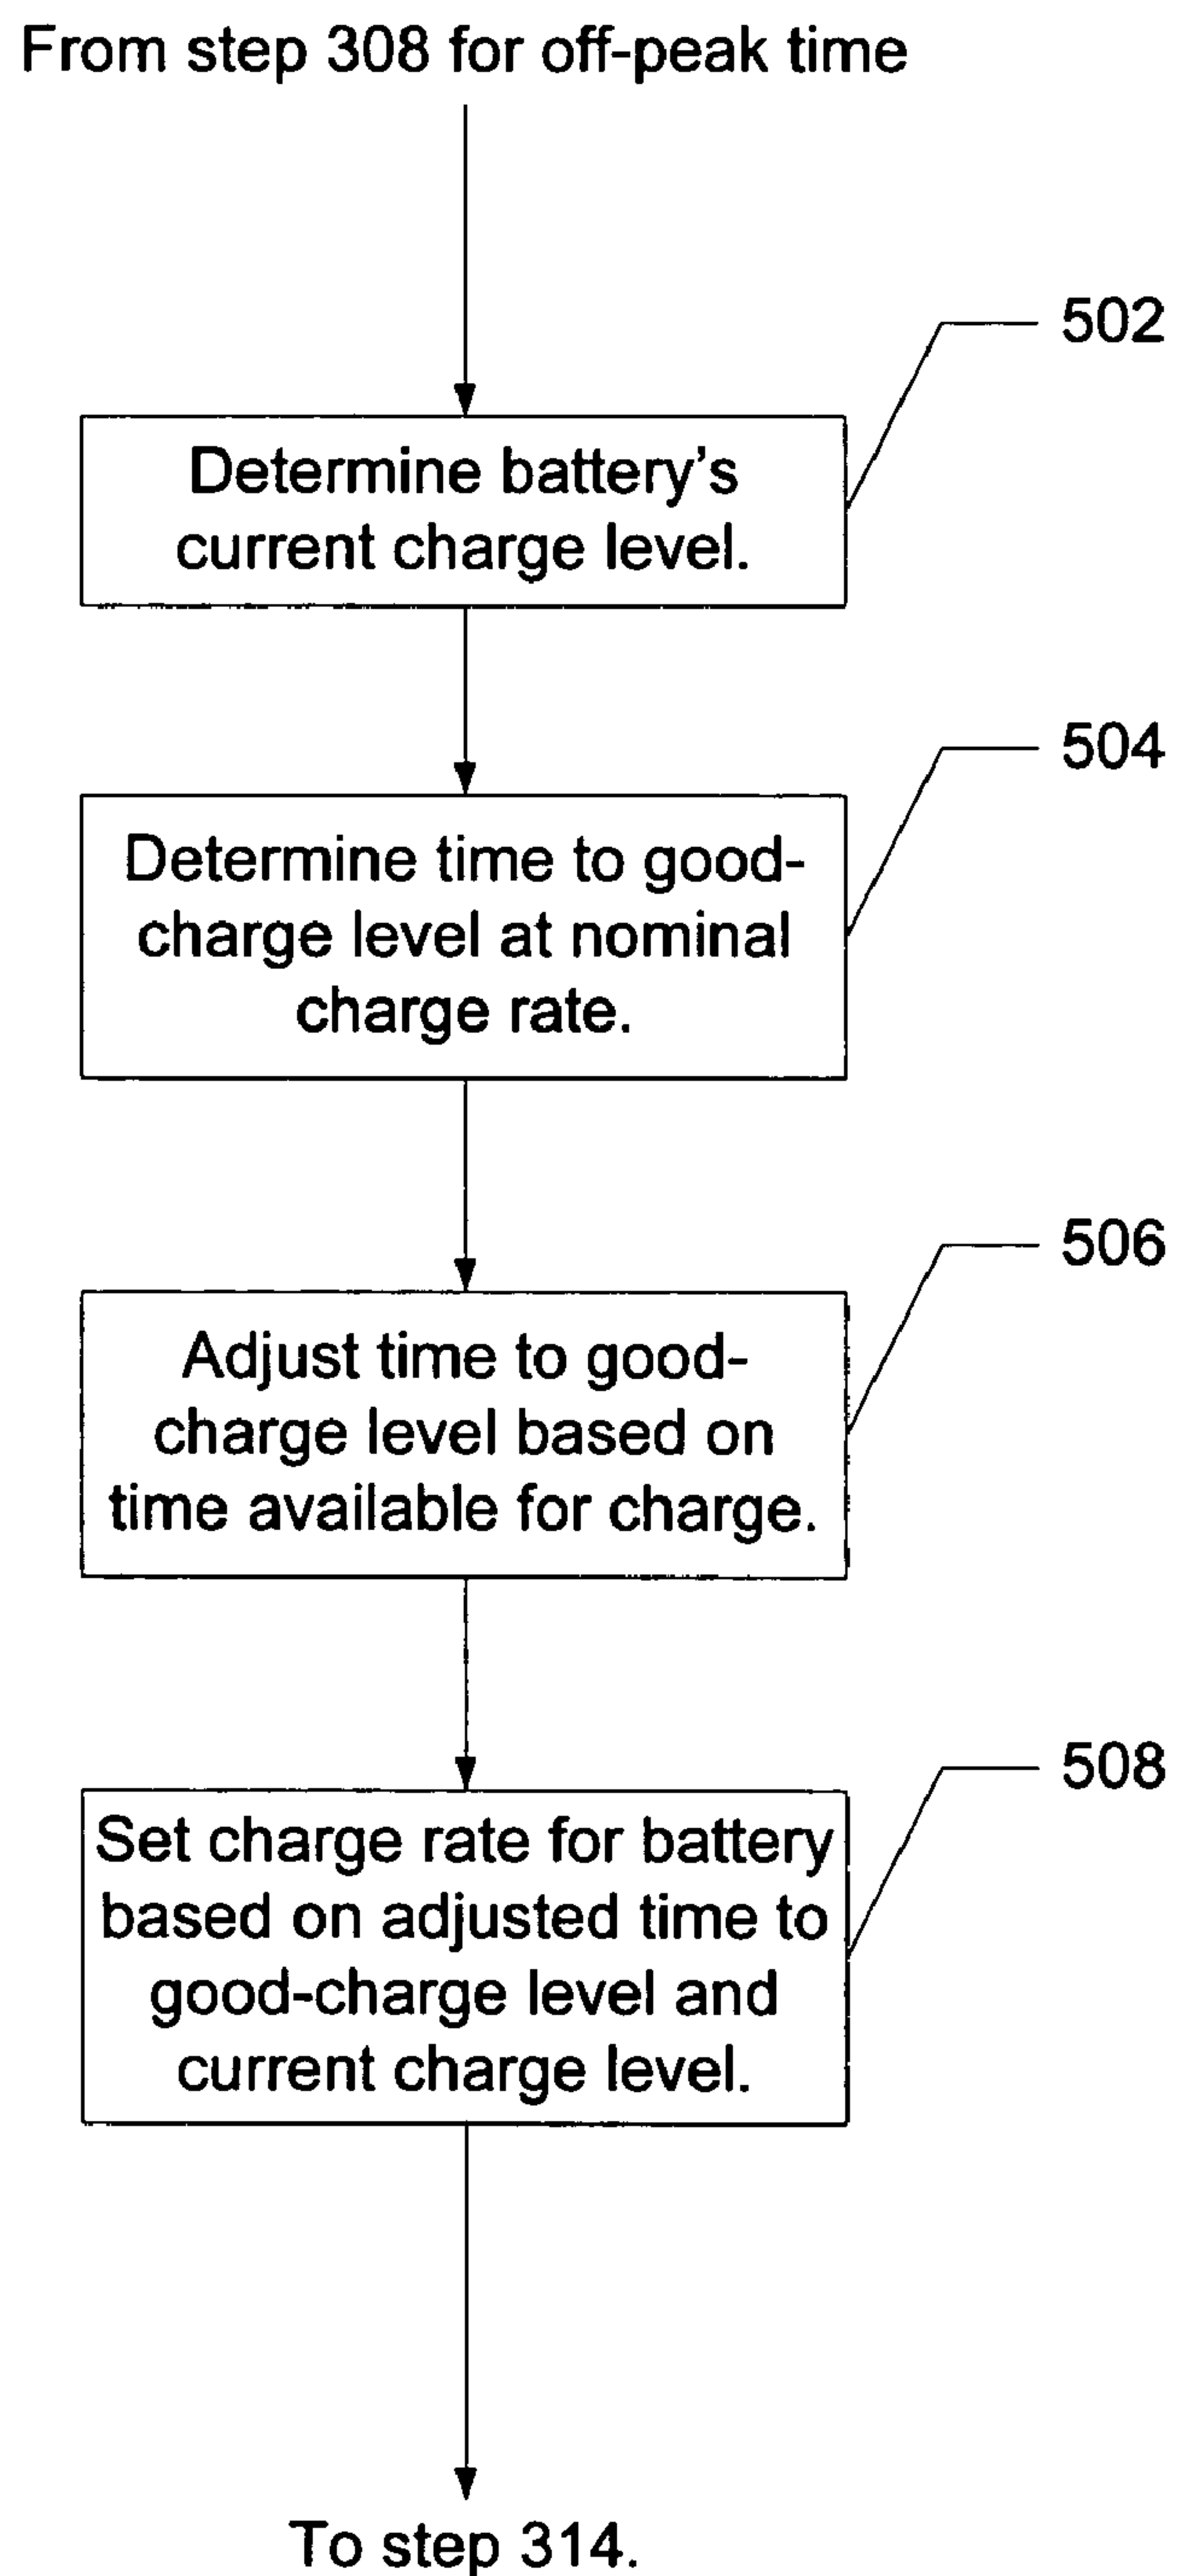 From step 308 for off-peak time
502
Determine battery's
current charge level.
504
Determine time to good-
charge level at nominal
charge rate.
506
Adjust time to good-
charge level based on
time available for charge.
508
Set charge rate for battery
based on adjusted time to
good-charge level and
current charge level.
To step 314.